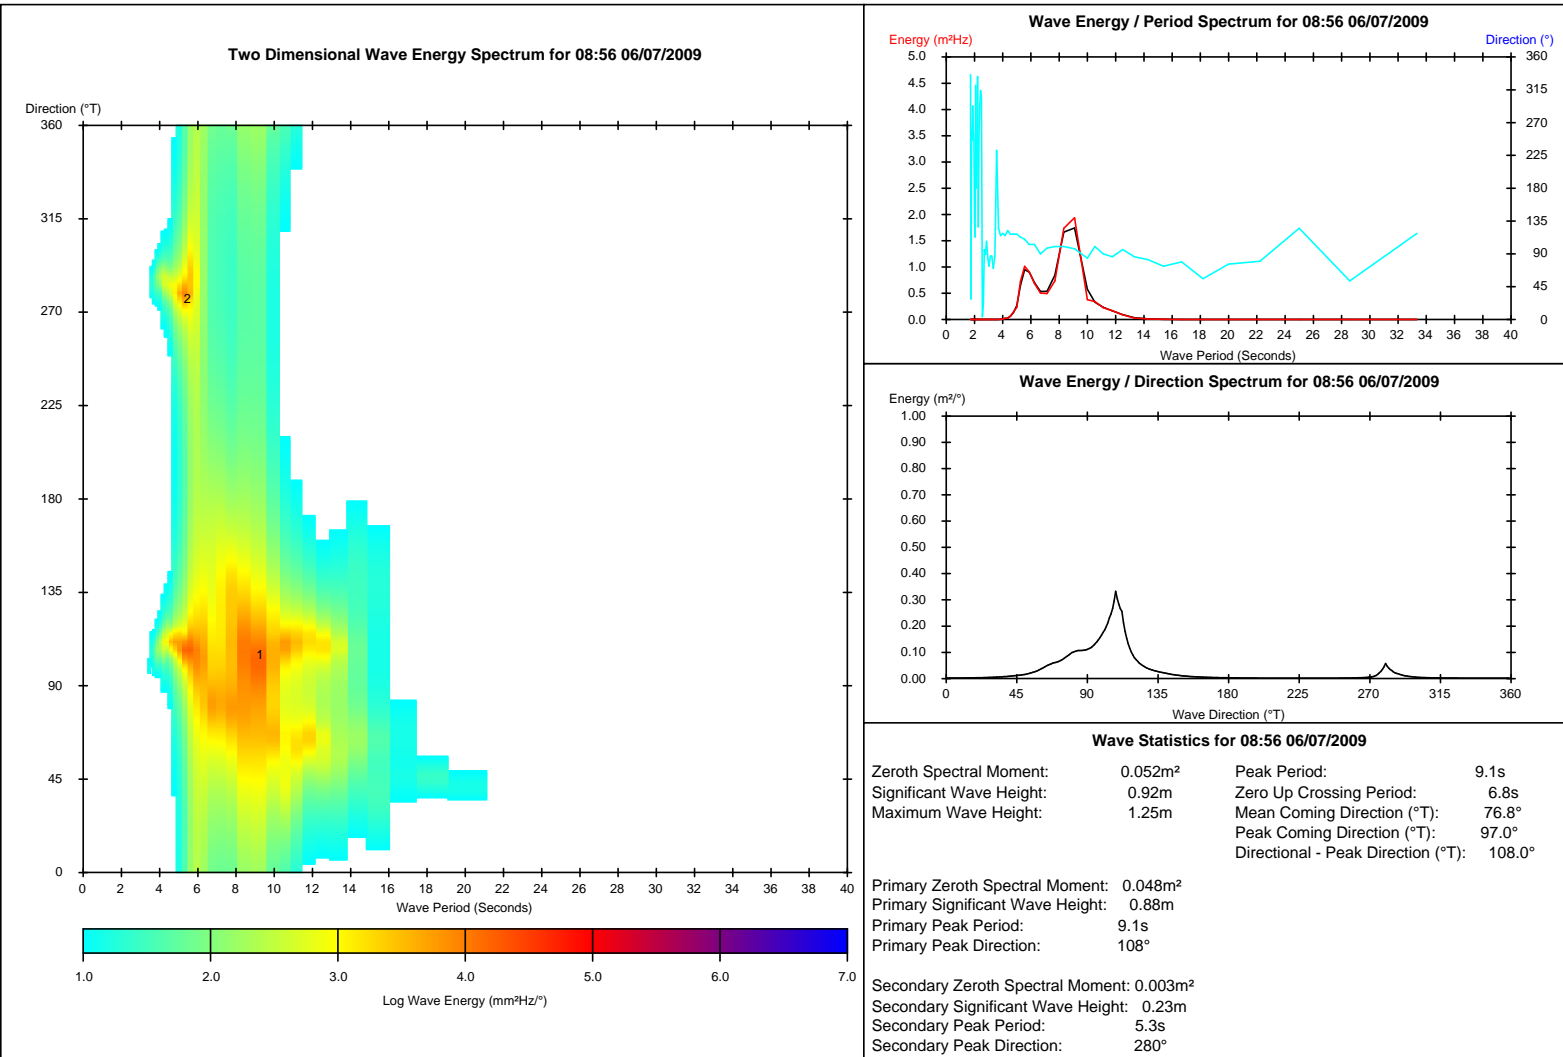 Two Dimensional Wave Energy Spectrum for 08:56 06/07/2009
Direction (°T)
360
315
270
225
180
135
90
45
0
2
1
0 2 4 6 8 10 12 14 16 18 20 22 24 26 28 30 32 34 36 38 40
Wave Period (Seconds)
1.0 2.0 3.0 4.0 5.0 6.0 7.0
Log Wave Energy (mm²Hz/°)
Wave Energy / Period Spectrum for 08:56 06/07/2009
Energy (m²Hz) Direction (°)
5.0 360
4.5 315
4.0 270
3.5 225
3.0 180
2.5 135
2.0 90
1.5 45
1.0 0
0.5
0.0
0 2 4 6 8 10 12 14 16 18 20 22 24 26 28 30 32 34 36 38 40
Wave Period (Seconds)
Wave Energy / Direction Spectrum for 08:56 06/07/2009
Energy (m²/°)
1.00
0.90
0.80
0.70
0.60
0.50
0.40
0.30
0.20
0.10
0.00
0 45 90 135 180 225 270 315 360
Wave Direction (°T)
Wave Statistics for 08:56 06/07/2009
Zeroth Spectral Moment: 0.052m² Peak Period: 9.1s
Significant Wave Height: 0.92m Zero Up Crossing Period: 6.8s
Maximum Wave Height: 1.25m Mean Coming Direction (°T): 76.8°
Peak Coming Direction (°T): 97.0°
Directional - Peak Direction (°T): 108.0°
Primary Zeroth Spectral Moment: 0.048m²
Primary Significant Wave Height: 0.88m
Primary Peak Period: 9.1s
Primary Peak Direction: 108°
Secondary Zeroth Spectral Moment: 0.003m²
Secondary Significant Wave Height: 0.23m
Secondary Peak Period: 5.3s
Secondary Peak Direction: 280°